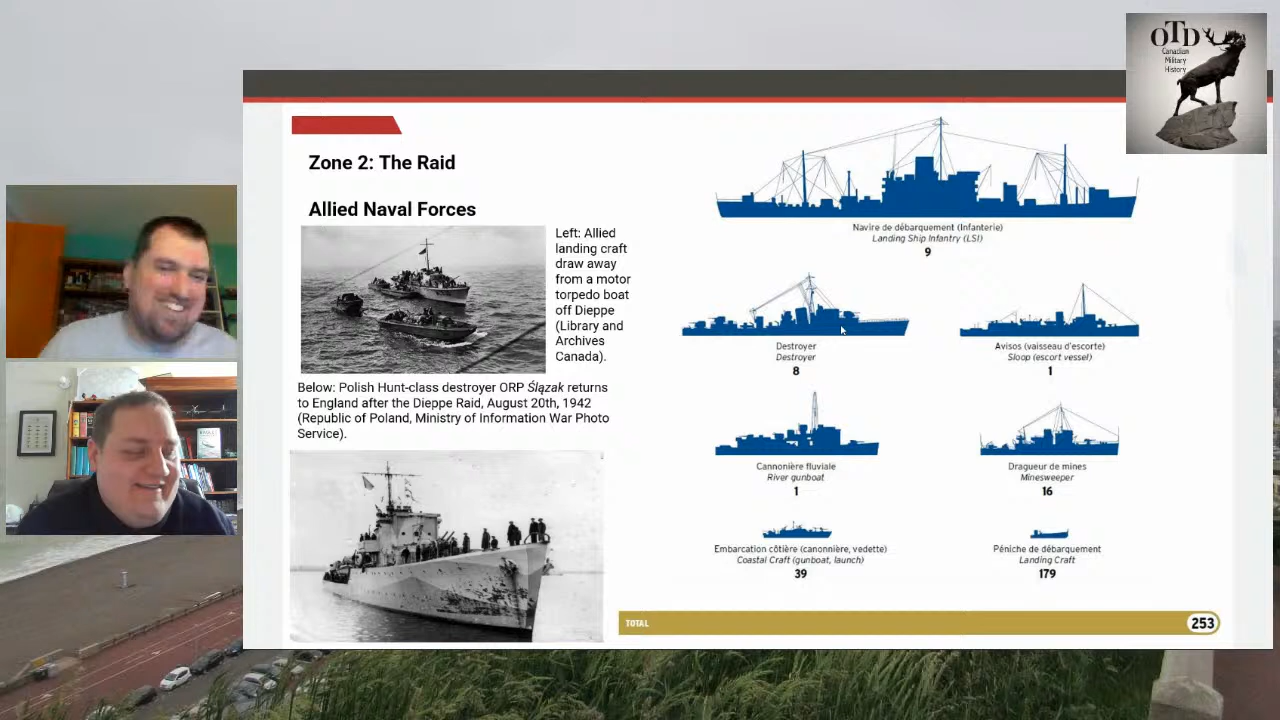 OTD
Canadian
Military
History
Zone 2: The Raid
Allied Naval Forces
Left: Allied
landing craft
draw away
from a motor
torpedo boat
off Dieppe
(Library and
Archives
Canada).
Below: Polish Hunt-class destroyer ORP Ślązak returns
to England after the Dieppe Raid, August 20th, 1942
(Republic of Poland, Ministry of Information War Photo
Service).
Navire de débarquement (Infanterie)
Landing Ship Infantry (LSI)
9
Destroyer
Destroyer
8
Avisos (vaisseau d'escorte)
Sloop (escort vessel)
1
Cannonière fluviale
River gunboat
1
Dragueur de mines
Minesweeper
16
Embarcation côtière (canonnière, vedette)
Coastal Craft (gunboat, launch)
39
Péniche de débarquement
Landing Craft
179
TOTAL
253